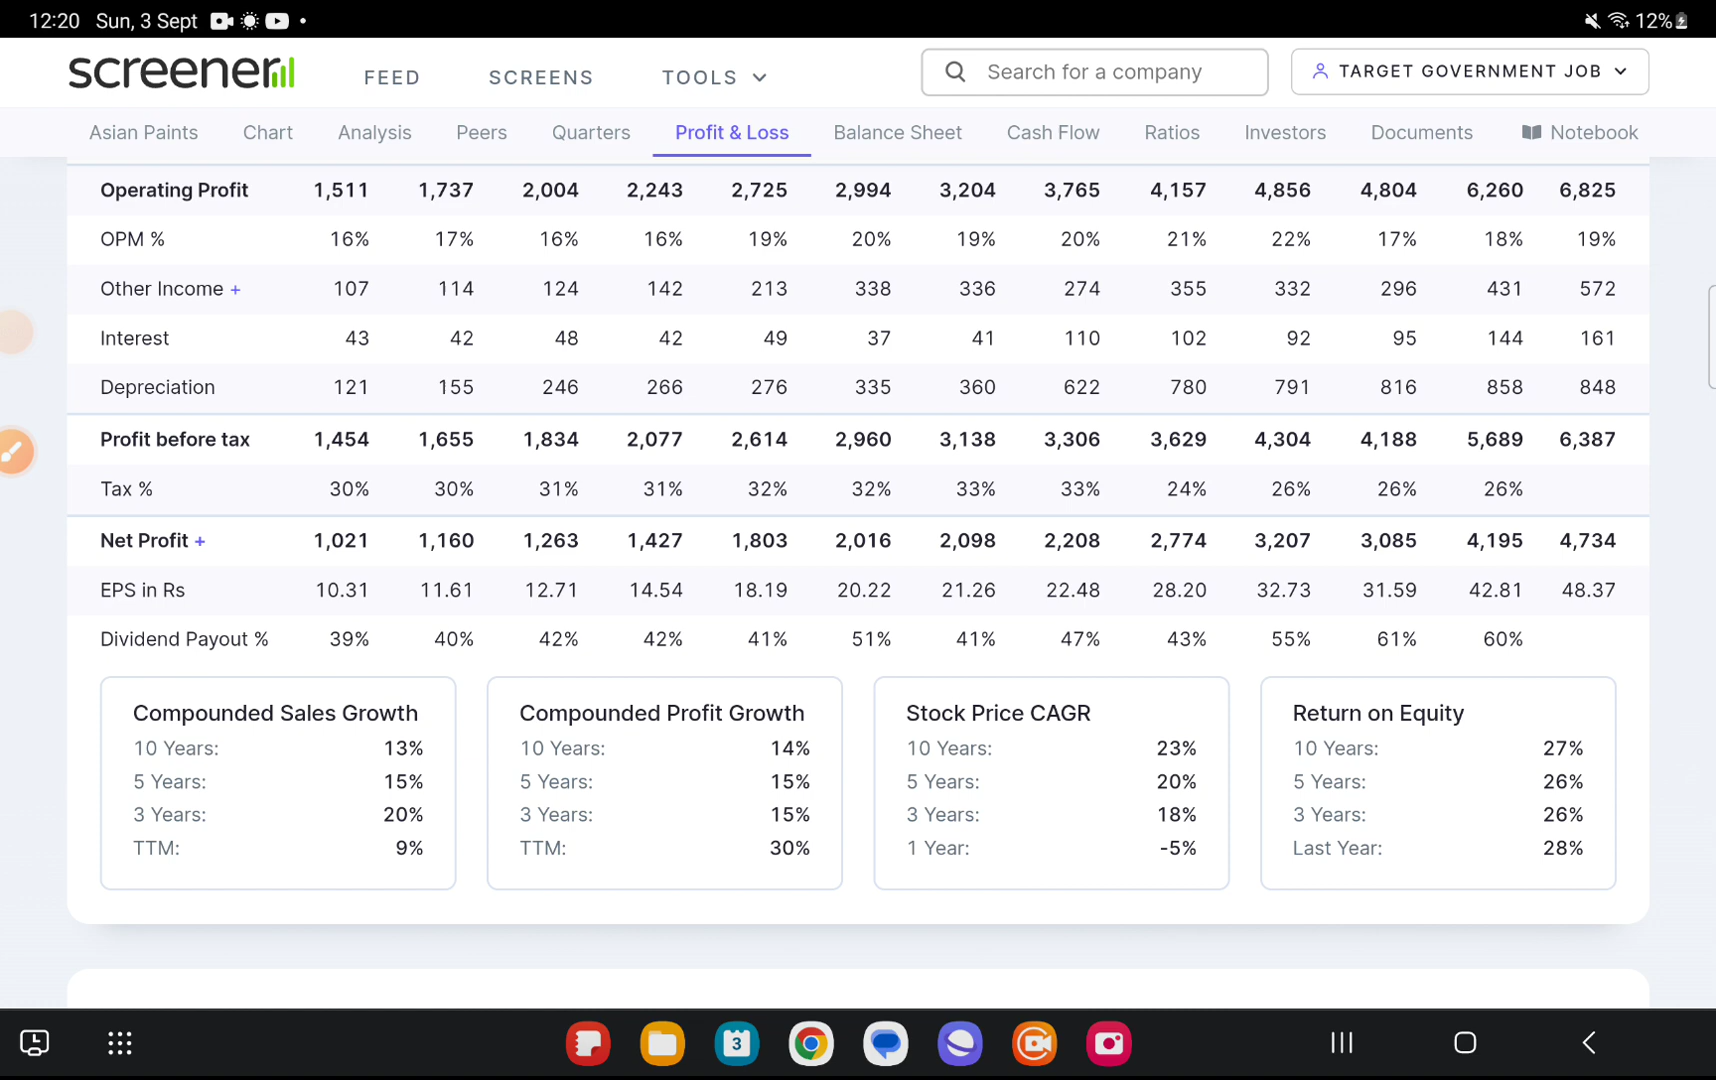 12:20 Sun, 3 Sept 12%
screener FEED SCREENS TOOLS Search for a company TARGET GOVERNMENT JOB
Asian Paints Chart Analysis Peers Quarters Profit & Loss Balance Sheet Cash Flow Ratios Investors Documents Notebook
Operating Profit 1,511 1,737 2,004 2,243 2,725 2,994 3,204 3,765 4,157 4,856 4,804 6,260 6,825
OPM % 16% 17% 16% 16% 19% 20% 19% 20% 21% 22% 17% 18% 19%
Other Income + 107 114 124 142 213 338 336 274 355 332 296 431 572
Interest 43 42 48 42 49 37 41 110 102 92 95 144 161
Depreciation 121 155 246 266 276 335 360 622 780 791 816 858 848
Profit before tax 1,454 1,655 1,834 2,077 2,614 2,960 3,138 3,306 3,629 4,304 4,188 5,689 6,387
Tax % 30% 30% 31% 31% 32% 32% 33% 33% 24% 26% 26% 26%
Net Profit + 1,021 1,160 1,263 1,427 1,803 2,016 2,098 2,208 2,774 3,207 3,085 4,195 4,734
EPS in Rs 10.31 11.61 12.71 14.54 18.19 20.22 21.26 22.48 28.20 32.73 31.59 42.81 48.37
Dividend Payout % 39% 40% 42% 42% 41% 51% 41% 47% 43% 55% 61% 60%
Compounded Sales Growth
10 Years: 13%
5 Years: 15%
3 Years: 20%
TTM: 9%
Compounded Profit Growth
10 Years: 14%
5 Years: 15%
3 Years: 15%
TTM: 30%
Stock Price CAGR
10 Years: 23%
5 Years: 20%
3 Years: 18%
1 Year: -5%
Return on Equity
10 Years: 27%
5 Years: 26%
3 Years: 26%
Last Year: 28%
3